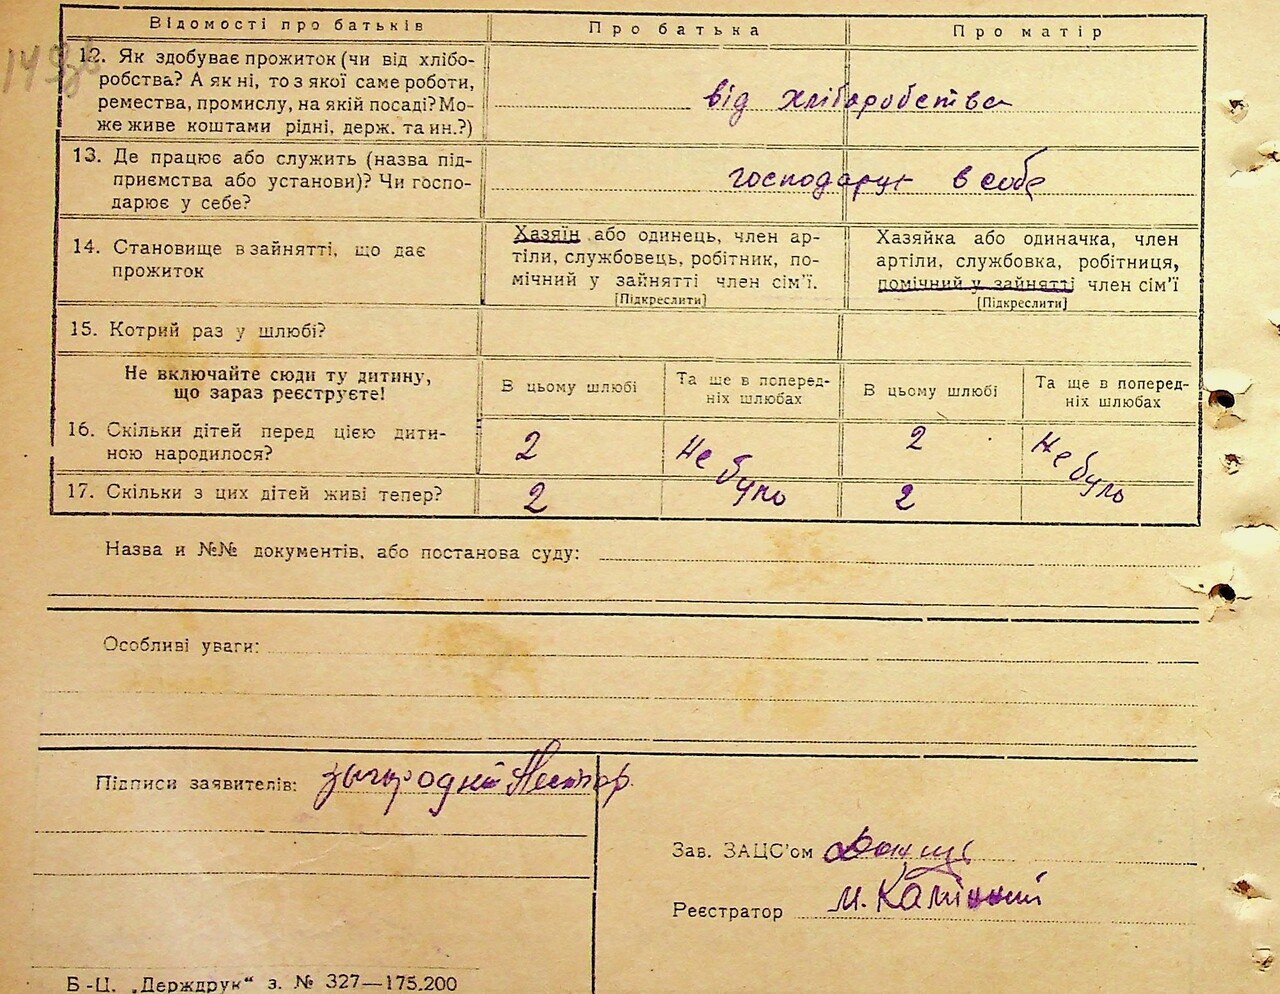 Відомості про батьків Про батька Про матір
12. Як здобуває прожиток (чи від хлібо-
робства? А як ні, то з якої саме роботи,
ремества, промислу, на якій посаді? Мо-
же живе коштами рідні, держ. та ин.?)
від хліборобства
13. Де працює або служить (назва під-
приємства або установи)? Чи госпо-
дарює у себе?
господарує в себе
14. Становище в зайнятті, що дає
прожиток
Хазяїн або одинець, член ар-
тілі, службовець, робітник, по-
мічний у зайнятті член сім'ї.
[Підкреслити]
Хазяйка або одиначка, член
артіли, службовка, робітниця,
помічний у зайнятті член сім'ї
[Підкреслити]
15. Котрий раз у шлюбі?
Не включайте сюди ту дитину,
що зараз реєструєте!
В цьому шлюбі
Та ще в поперед-
ніх шлюбах
В цьому шлюбі
Та ще в поперед-
ніх шлюбах
16. Скільки дітей перед цією дити-
ною народилося?
2 Не було 2 Не було
17. Скільки з цих дітей живі тепер?
2 2
Назва и №№ документів, або постанова суду:
Особливі уваги:
Підписи заявителів:
Зав. ЗАЦС'ом
Реєстратор М. Камінний
Б-Ц. „Держдрук" з. № 327—175.200